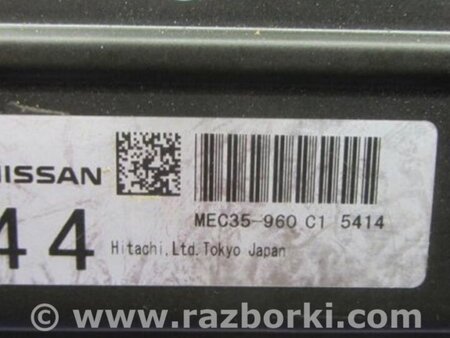 NISSAN
MEC35-960 C1 5414
44
Hitachi,Ltd.Tokyo Japan
© www.razborki.com